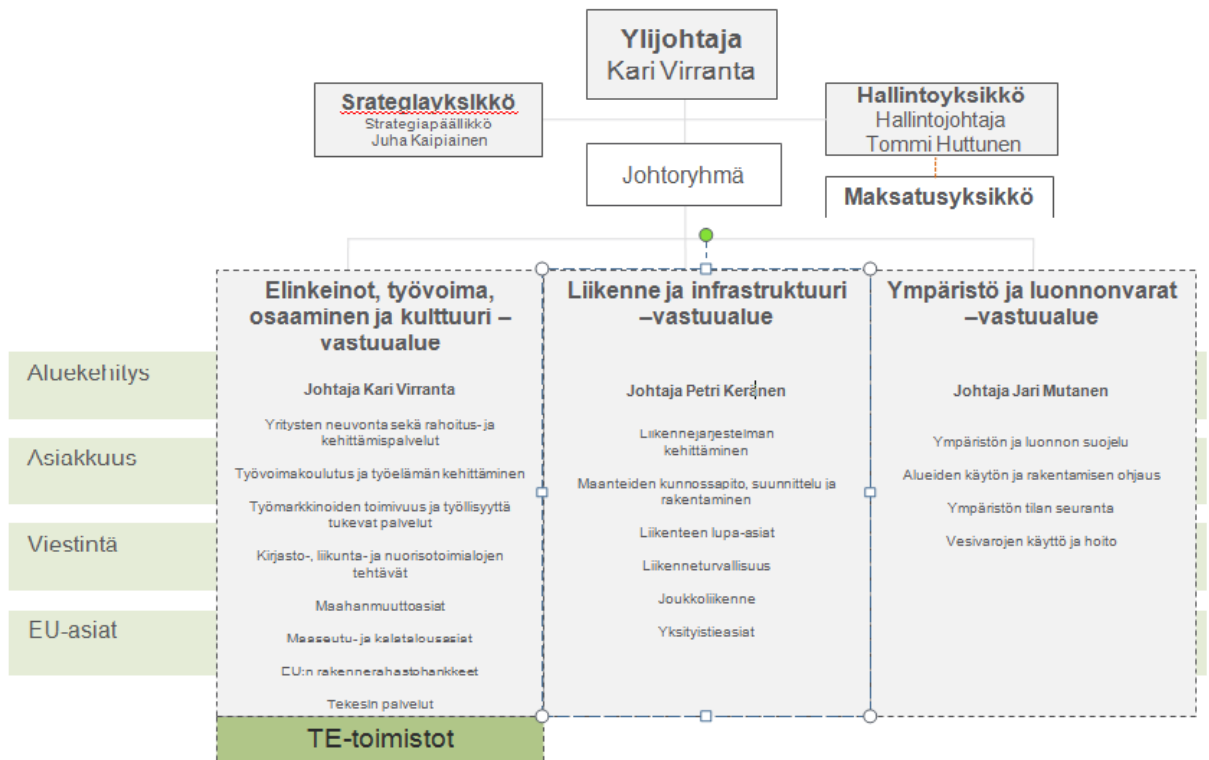 Ylijohtaja
Kari Virranta
Srategiayksikkö
Strategiapäällikkö
Juha Kaipiainen
Hallintoyksikkö
Hallintojohtaja
Tommi Huttunen
Johtoryhmä
Maksatusyksikkö
Elinkeinot, työvoima,
osaaminen ja kulttuuri –
vastuualue
Johtaja Kari Virranta
Yritysten neuvonta sekä rahoitus- ja
kehittämispalvelut
Työvoimakoulutus ja työelämän kehittäminen
Työmarkkinoiden toimivuus ja työllisyyttä
tukevat palvelut
Kirjasto-, liikunta- ja nuorisotoimialojen
tehtävät
Maahanmuuttoasiat
Maaseutu- ja kalatalousasiat
EU:n rakennerahastohankkeet
Tekesin palvelut
TE-toimistot
Liikenne ja infrastruktuuri
–vastuualue
Johtaja Petri Keränen
Liikennejärjestelmän
kehittäminen
Maanteiden kunnossapito, suunnittelu ja
rakentaminen
Liikenteen lupa-asiat
Liikenneturvallisuus
Joukkoliikenne
Yksityistieasiat
Ympäristö ja luonnonvarat
–vastuualue
Johtaja Jari Mutanen
Ympäristön ja luonnon suojelu
Alueiden käytön ja rakentamisen ohjaus
Ympäristön tilan seuranta
Vesivarojen käyttö ja hoito
Aluekehitys
Asiakkuus
Viestintä
EU-asiat